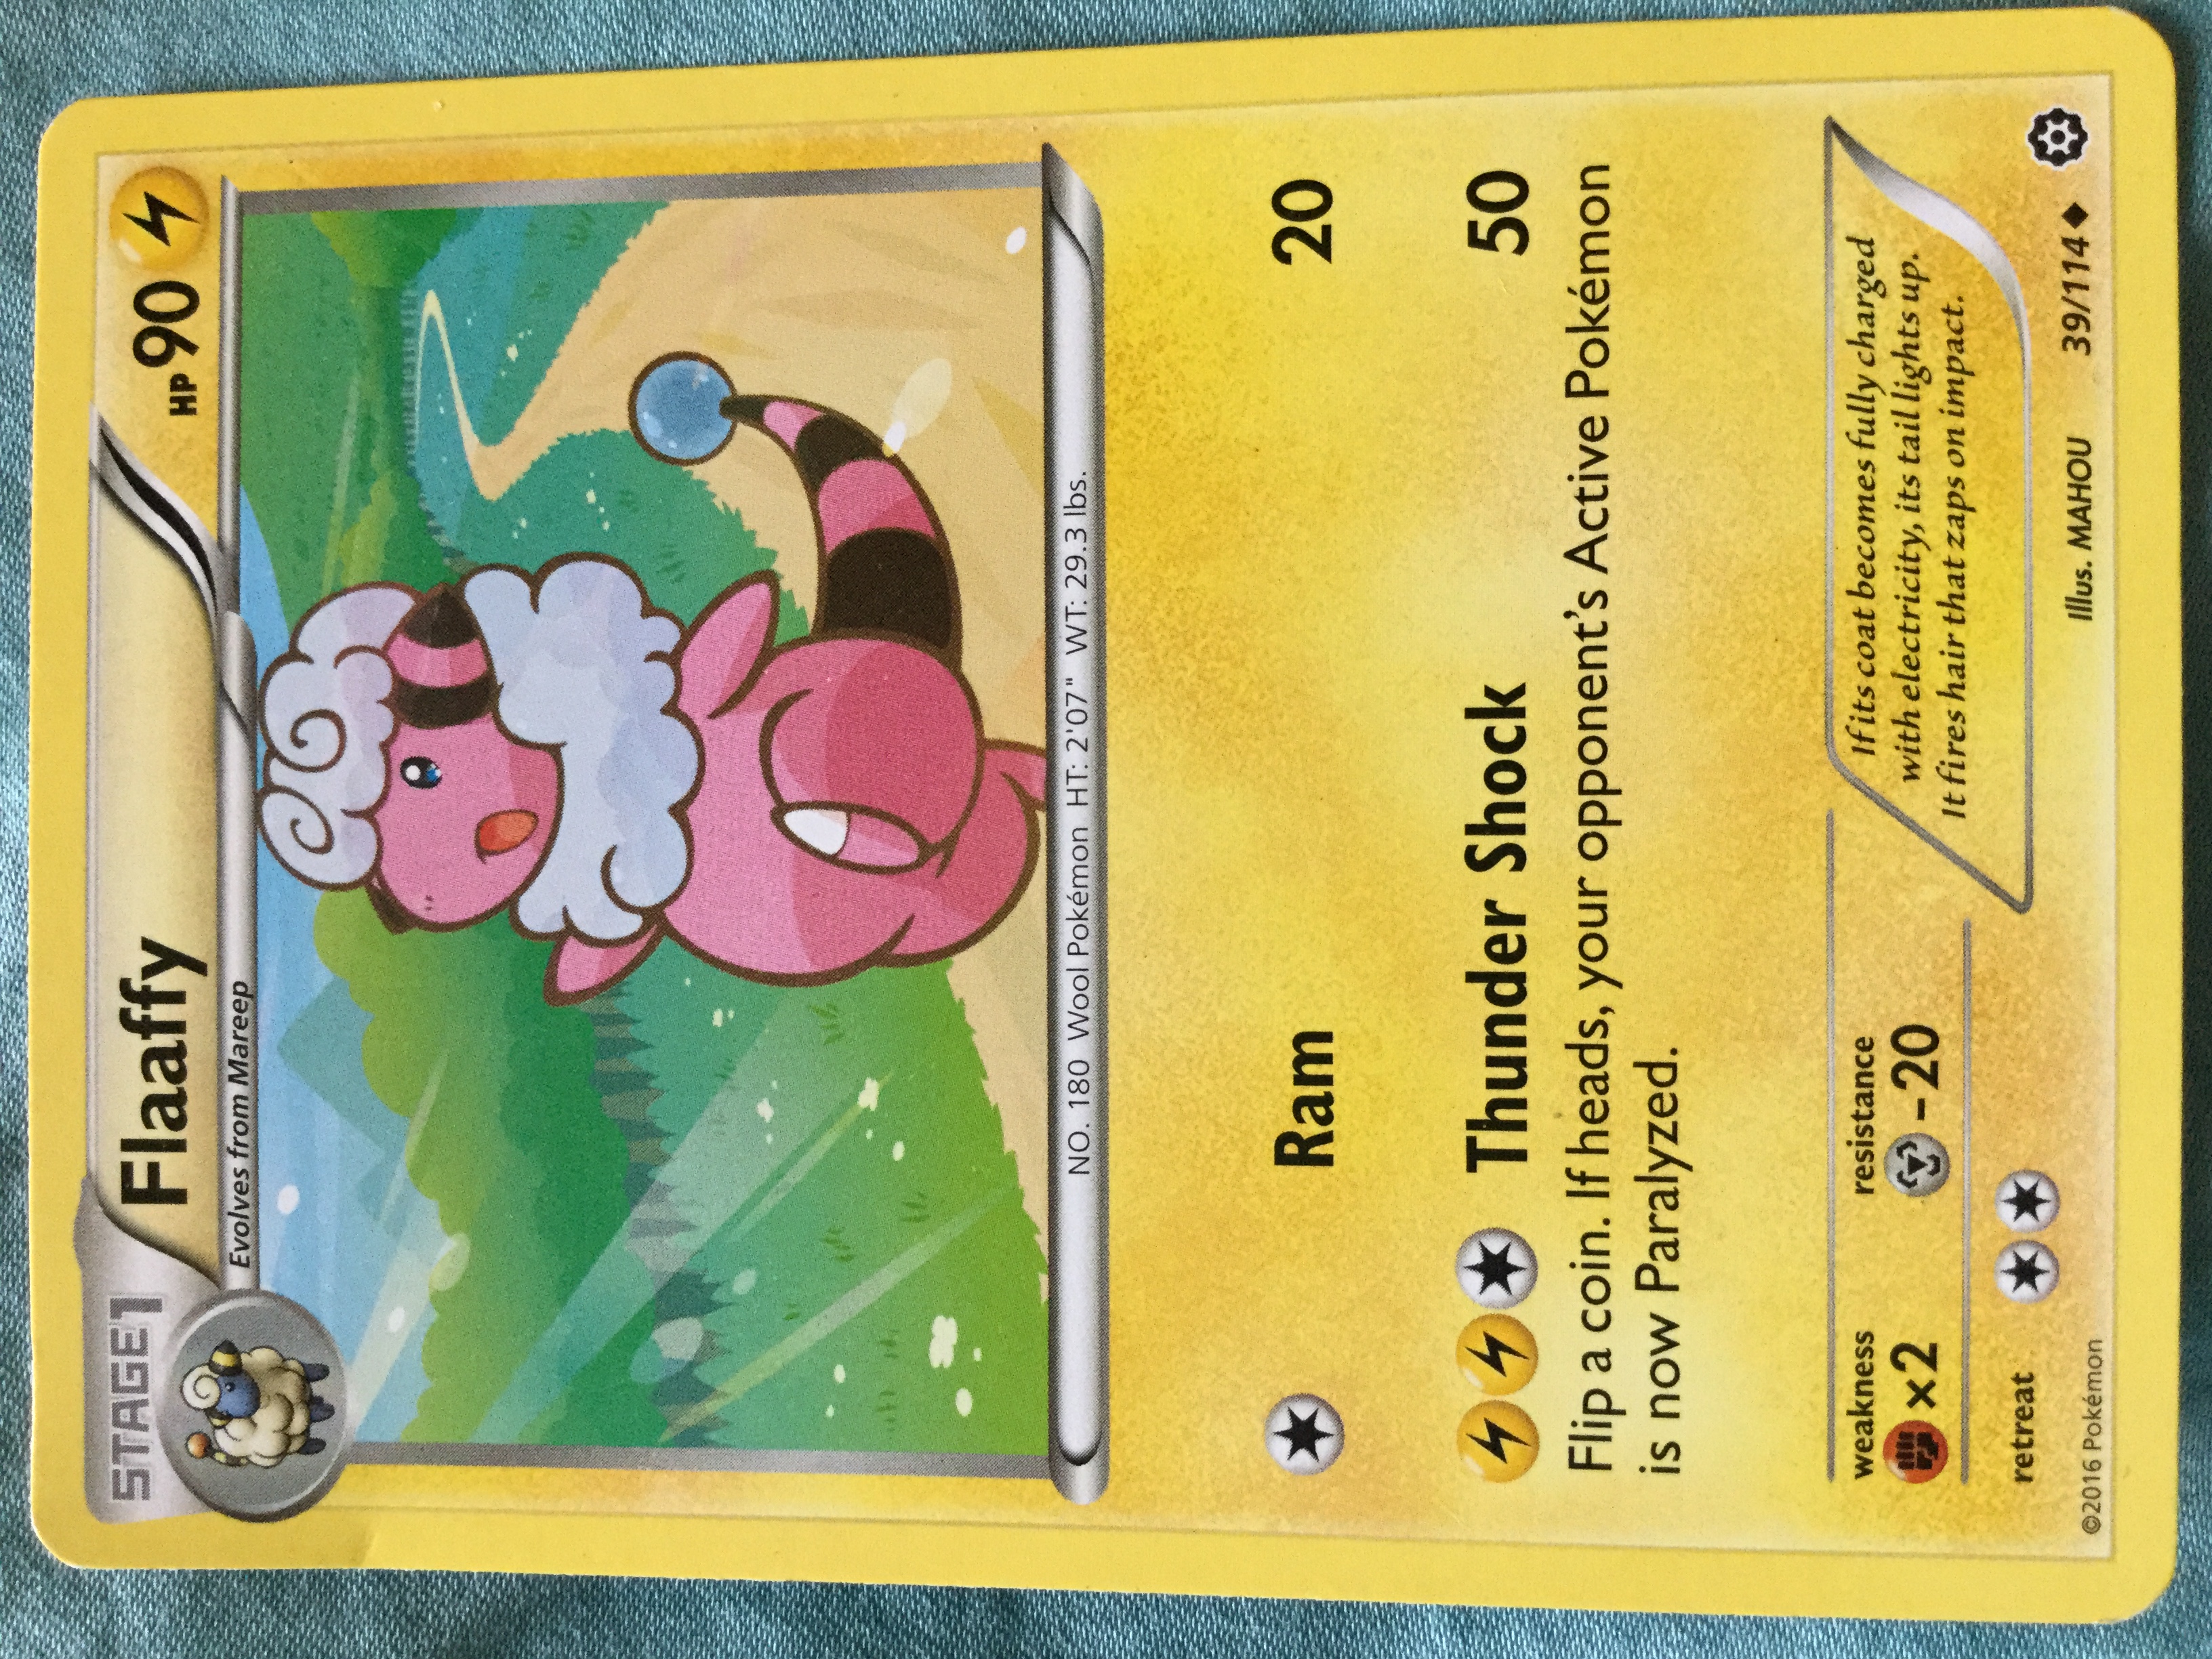 STAGE1
Flaaffy
HP 90
Evolves from Mareep
NO. 180 Wool Pokémon HT: 2'07" WT: 29.3 lbs.
Ram 20
Thunder Shock 50
Flip a coin. If heads, your opponent's Active Pokémon
is now Paralyzed.
weakness resistance
×2 -20
retreat
If its coat becomes fully charged
with electricity, its tail lights up.
It fires hair that zaps on impact.
Illus. MAHOU 39/114
©2016 Pokémon